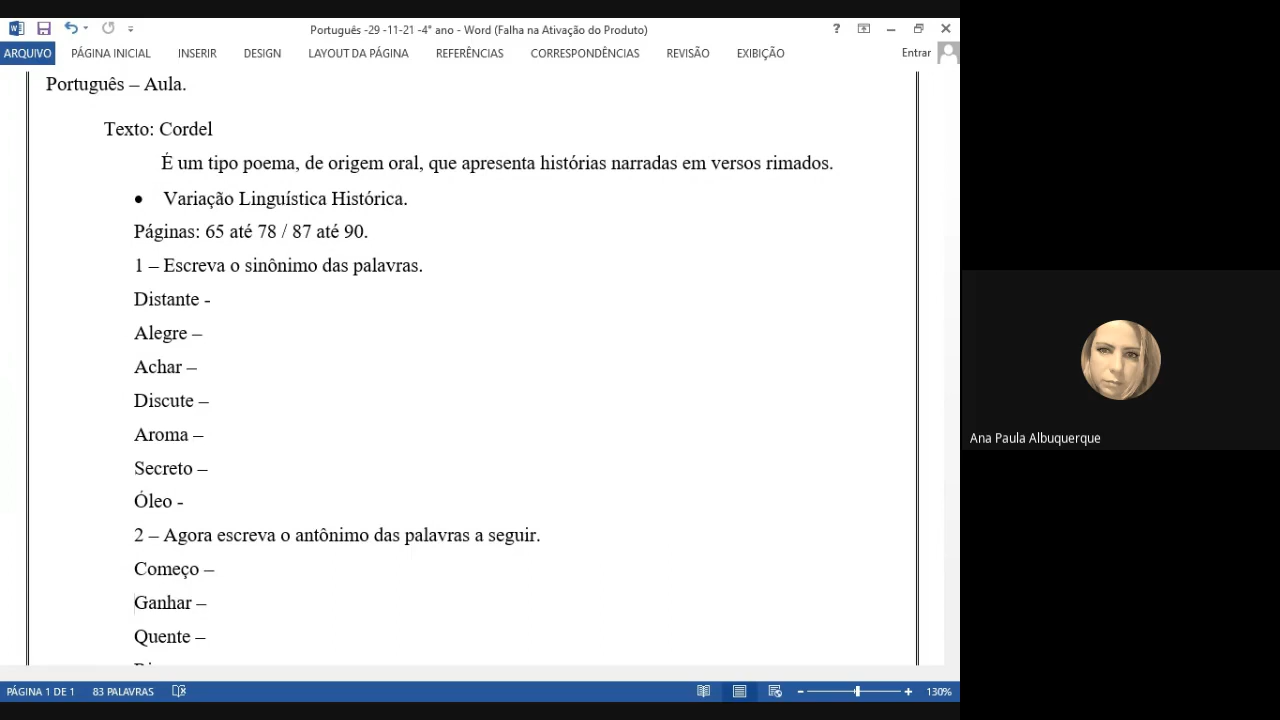 Português -29 -11-21 -4° ano - Word (Falha na Ativação do Produto)
?
ARQUIVO PÁGINA INICIAL INSERIR DESIGN LAYOUT DA PÁGINA REFERÊNCIAS CORRESPONDÊNCIAS REVISÃO EXIBIÇÃO Entrar
Português – Aula.
Texto: Cordel
É um tipo poema, de origem oral, que apresenta histórias narradas em versos rimados.
• Variação Linguística Histórica.
Páginas: 65 até 78 / 87 até 90.
1 – Escreva o sinônimo das palavras.
Distante -
Alegre –
Achar –
Discute –
Aroma –
Secreto –
Óleo -
2 – Agora escreva o antônimo das palavras a seguir.
Começo –
Ganhar –
Quente –
PÁGINA 1 DE 1 83 PALAVRAS 130%
Ana Paula Albuquerque